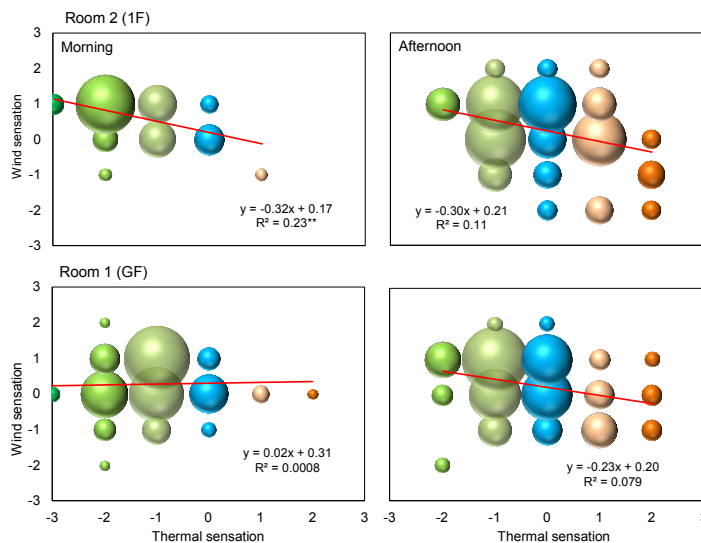 Room 2 (1F)
Morning
Afternoon
Wind sensation
3
2
1
0
-1
-2
-3
y = -0.32x + 0.17
R² = 0.23**
y = -0.30x + 0.21
R² = 0.11
Room 1 (GF)
Wind sensation
3
2
1
0
-1
-2
-3
y = 0.02x + 0.31
R² = 0.0008
y = -0.23x + 0.20
R² = 0.079
-3 -2 -1 0 1 2 3
-3 -2 -1 0 1 2 3
Thermal sensation
Thermal sensation